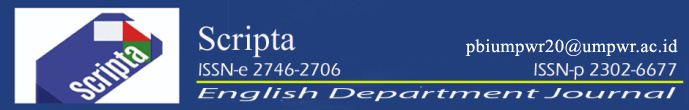 Scripta
Scripta
pbiumpwr20@umpwr.ac.id
ISSN-e 2746-2706
ISSN-p 2302-6677
English Department Journal